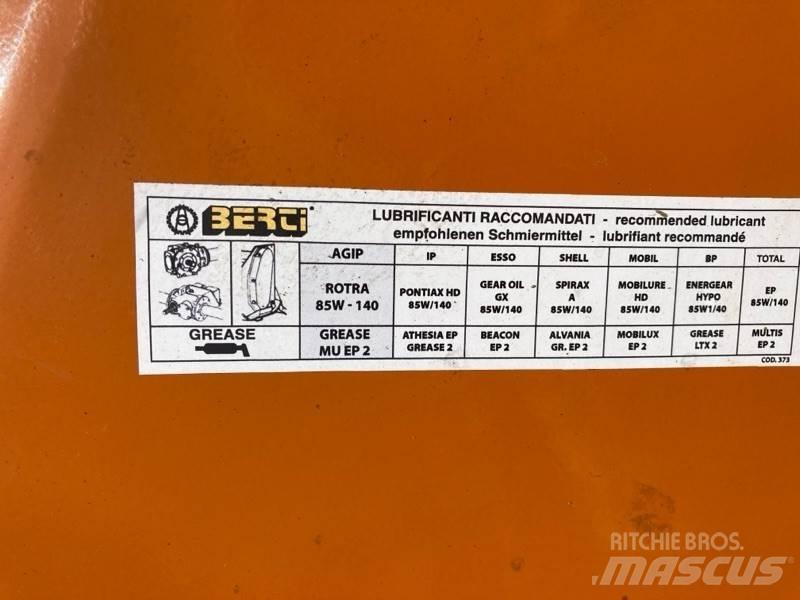 BERTI
LUBRIFICANTI RACCOMANDATI - recommended lubricant
empfohlenen Schmiermittel - lubrifiant recommandé
AGIP IP ESSO SHELL MOBIL BP TOTAL
ROTRA 85W - 140
PONTIAX HD 85W/140
GEAR OIL GX 85W/140
SPIRAX A 85W/140
MOBILURE HD 85W/140
ENERGEAR HYPO 85W1/40
EP 85W/140
GREASE
GREASE MU EP 2
ATHESIA EP GREASE 2
BEACON EP 2
ALVANIA GR. EP 2
MOBILUX EP 2
GREASE LTX 2
MULTIS EP 2
COD. 373
RITCHIE BROS.
MASCUS